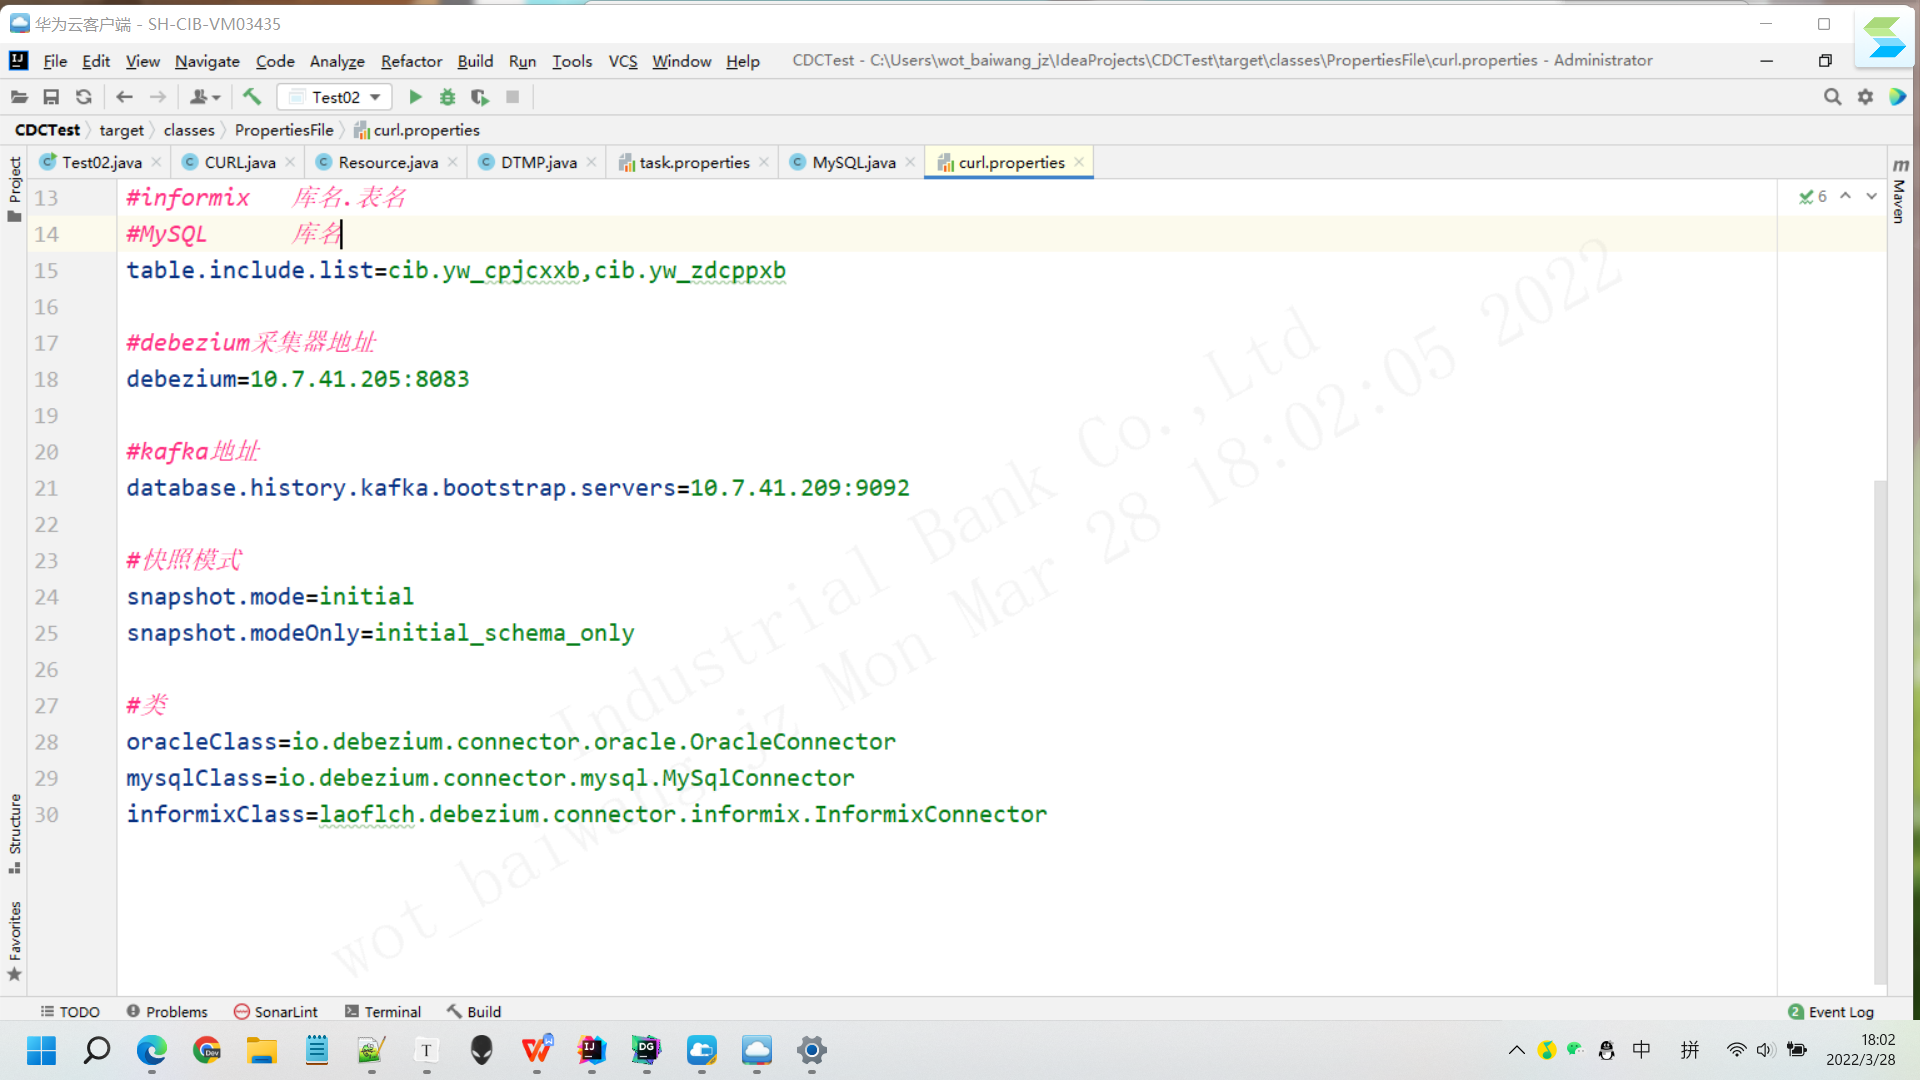 华为云客户端 - SH-CIB-VM03435
File Edit View Navigate Code Analyze Refactor Build Run Tools VCS Window Help CDCTest - C:\Users\wot_baiwang_jz\IdeaProjects\CDCTest\target\classes\PropertiesFile\curl.properties - Administrator
Test02
CDCTest target classes PropertiesFile curl.properties
Test02.java CURL.java Resource.java DTMP.java task.properties MySQL.java curl.properties
Project
Structure
Favorites
Maven
6
13 #informix 库名.表名
14 #MySQL 库名
15 table.include.list=cib.yw_cpjcxxb,cib.yw_zdcppxb
16
17 #debezium采集器地址
18 debezium=10.7.41.205:8083
19
20 #kafka地址
21 database.history.kafka.bootstrap.servers=10.7.41.209:9092
22
23 #快照模式
24 snapshot.mode=initial
25 snapshot.modeOnly=initial_schema_only
26
27 #类
28 oracleClass=io.debezium.connector.oracle.OracleConnector
29 mysqlClass=io.debezium.connector.mysql.MySqlConnector
30 informixClass=laoflch.debezium.connector.informix.InformixConnector
Industrial Bank Co.,Ltd
wot_baiwang_jz Mon Mar 28 18:02:05 2022
TODO Problems SonarLint Terminal Build 2 Event Log
中 拼 18:02
2022/3/28